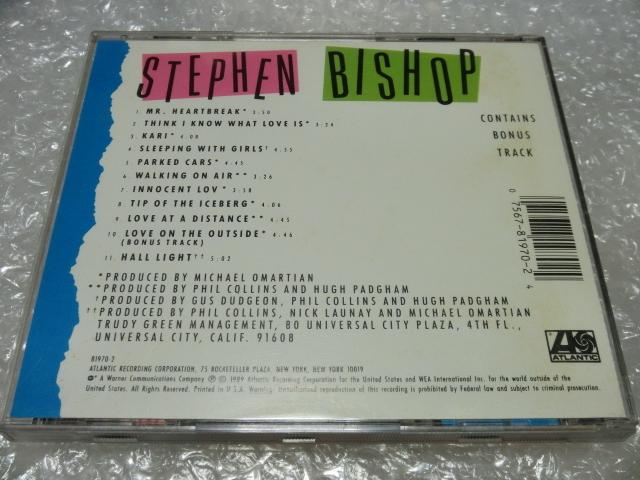 STEPHEN BISHOP
1. MR. HEARTBREAK* 3:50
2. THINK I KNOW WHAT LOVE IS* 3:34
3. KARI* 4:00
4. SLEEPING WITH GIRLS† 4:55
5. PARKED CARS* 4:45
6. WALKING ON AIR** 3:26
7. INNOCENT LOV* 3:58
8. TIP OF THE ICEBERG* 4:06
9. LOVE AT A DISTANCE** 4:45
10. LOVE ON THE OUTSIDE* 4:46
(BONUS TRACK)
11. HALL LIGHT†† 5:02
CONTAINS
BONUS
TRACK
0 7567-81970-2 4
*PRODUCED BY MICHAEL OMARTIAN
**PRODUCED BY PHIL COLLINS AND HUGH PADGHAM
†PRODUCED BY GUS DUDGEON, PHIL COLLINS AND HUGH PADGHAM
††PRODUCED BY PHIL COLLINS, NICK LAUNAY AND MICHAEL OMARTIAN
TRUDY GREEN MANAGEMENT, 80 UNIVERSAL CITY PLAZA, 4TH FL.,
UNIVERSAL CITY, CALIF. 91608
ATLANTIC
81970-2
ATLANTIC RECORDING CORPORATION, 75 ROCKEFELLER PLAZA, NEW YORK, NEW YORK 10019
A Warner Communications Company ℗ © 1989 Atlantic Recording Corporation for the United States and WEA International Inc. for the world outside of the
United States. All Rights Reserved. Printed in U.S.A. Warning: Unauthorized reproduction of this recording is prohibited by Federal law and subject to criminal prosecution.